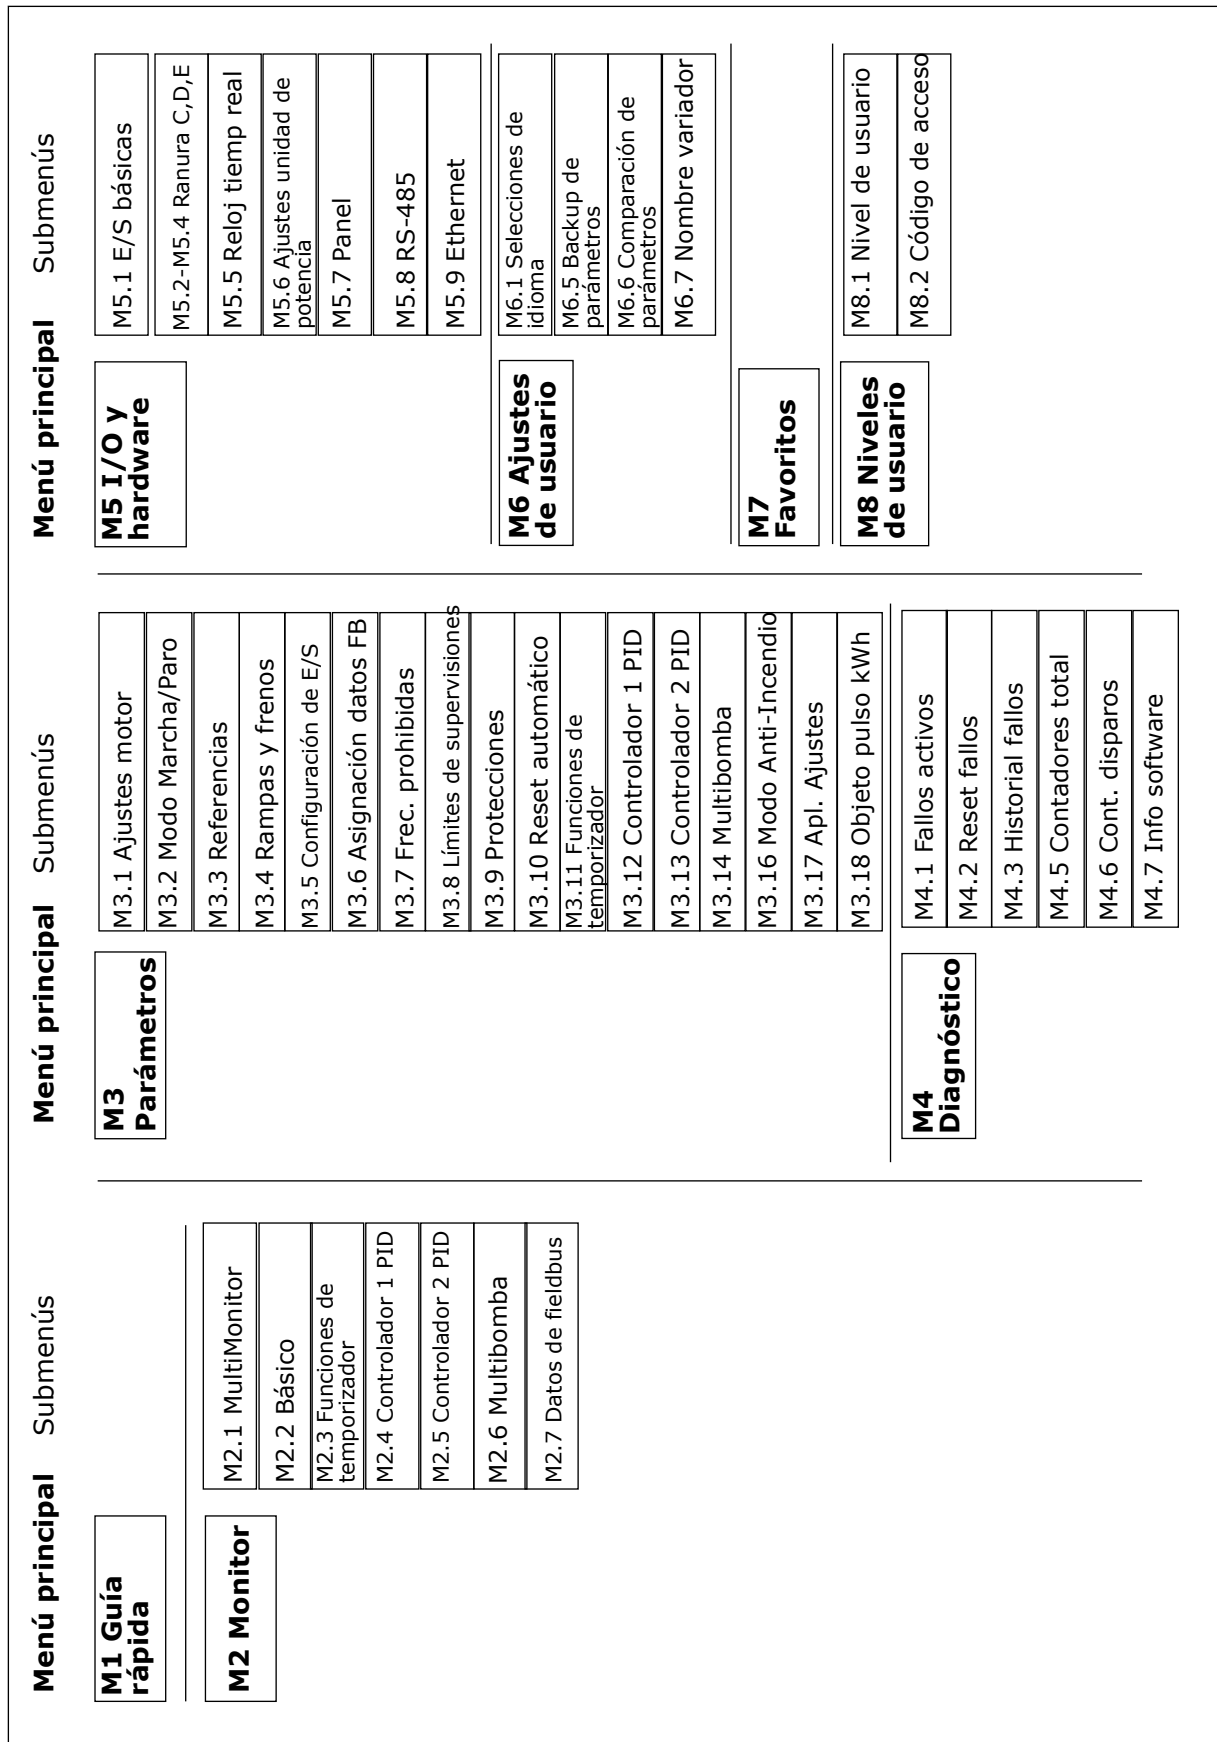 Menú principal Submenús
M1 Guía
rápida
M2 Monitor
M2.1 MultiMonitor
M2.2 Básico
M2.3 Funciones de
temporizador
M2.4 Controlador 1 PID
M2.5 Controlador 2 PID
M2.6 Multibomba
M2.7 Datos de fieldbus
Menú principal Submenús
M3
Parámetros
M3.1 Ajustes motor
M3.2 Modo Marcha/Paro
M3.3 Referencias
M3.4 Rampas y frenos
M3.5 Configuración de E/S
M3.6 Asignación datos FB
M3.7 Frec. prohibidas
M3.8 Límites de supervisiones
M3.9 Protecciones
M3.10 Reset automático
M3.11 Funciones de
temporizador
M3.12 Controlador 1 PID
M3.13 Controlador 2 PID
M3.14 Multibomba
M3.16 Modo Anti-Incendio
M3.17 Apl. Ajustes
M3.18 Objeto pulso kWh
M4
Diagnóstico
M4.1 Fallos activos
M4.2 Reset fallos
M4.3 Historial fallos
M4.5 Contadores total
M4.6 Cont. disparos
M4.7 Info software
Menú principal Submenús
M5 I/O y
hardware
M5.1 E/S básicas
M5.2-M5.4 Ranura C,D,E
M5.5 Reloj tiemp real
M5.6 Ajustes unidad de
potencia
M5.7 Panel
M5.8 RS-485
M5.9 Ethernet
M6 Ajustes
de usuario
M6.1 Selecciones de
idioma
M6.5 Backup de
parámetros
M6.6 Comparación de
parámetros
M6.7 Nombre variador
M7
Favoritos
M8 Niveles
de usuario
M8.1 Nivel de usuario
M8.2 Código de acceso